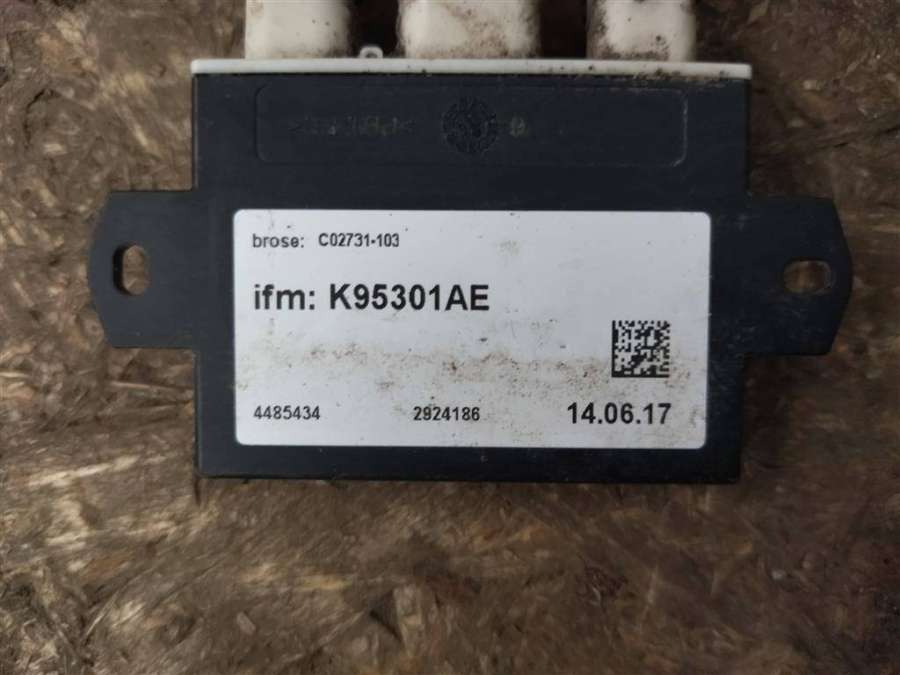 brose: C02731-103
ifm: K95301AE
4485434 2924186 14.06.17